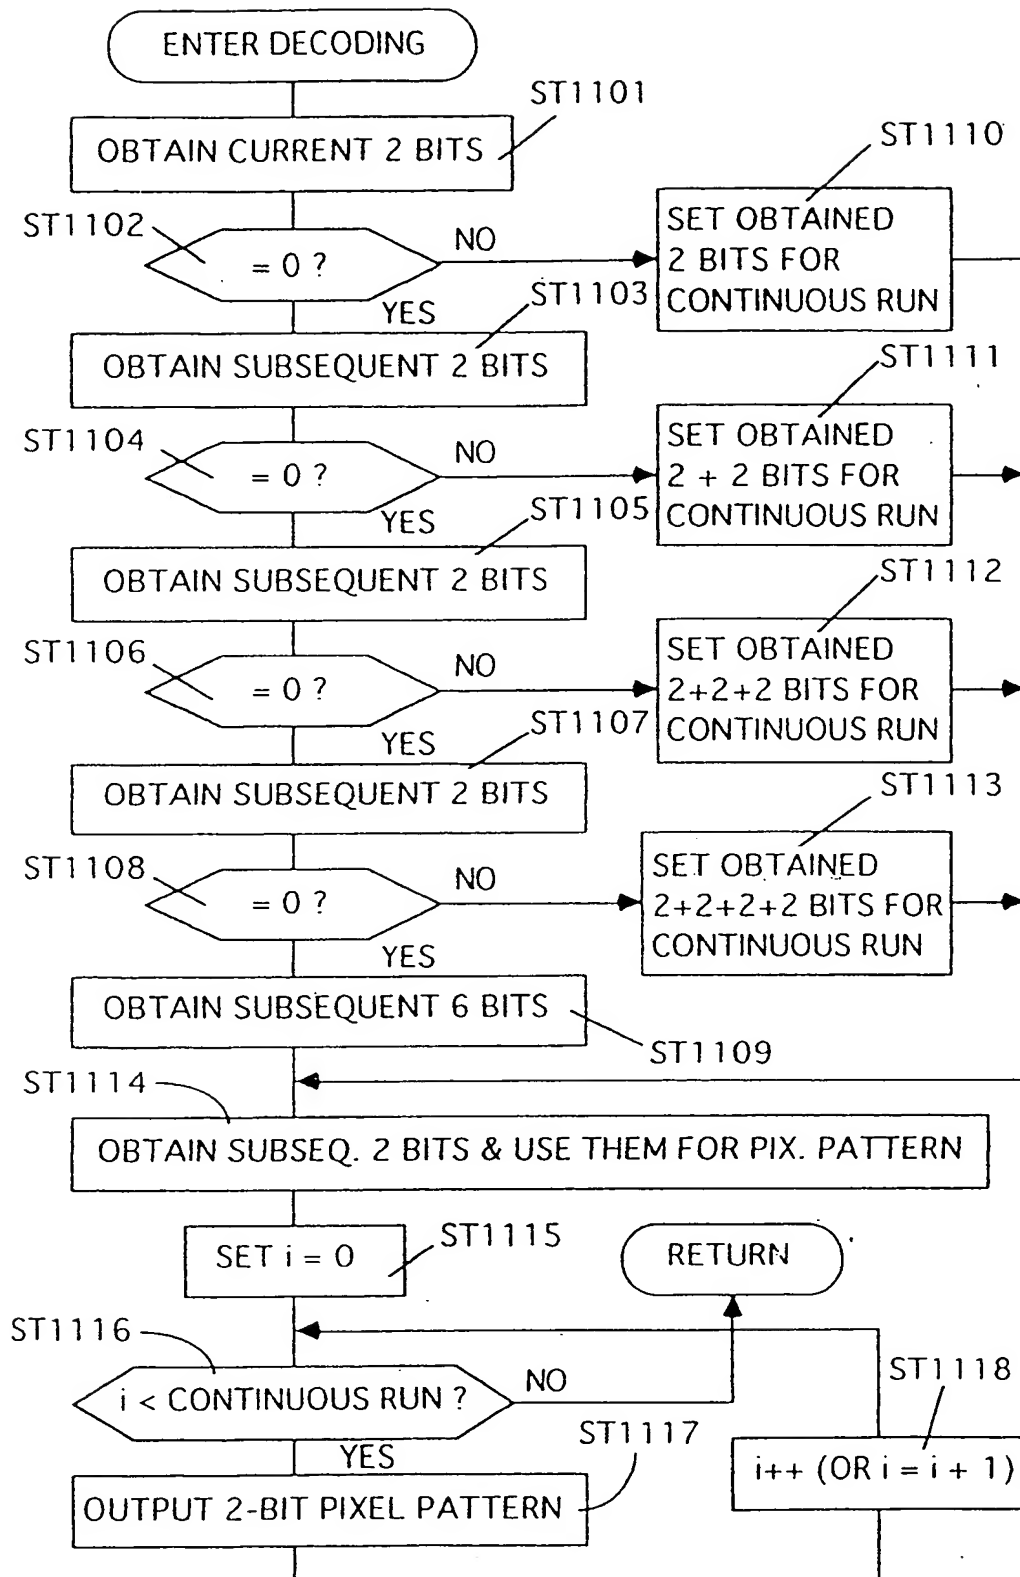 ENTER DECODING
ST1101
OBTAIN CURRENT 2 BITS
ST1110
ST1102
= 0 ?
NO
SET OBTAINED
2 BITS FOR
CONTINUOUS RUN
YES
ST1103
OBTAIN SUBSEQUENT 2 BITS
ST1111
ST1104
= 0 ?
NO
SET OBTAINED
2 + 2 BITS FOR
CONTINUOUS RUN
YES
ST1105
OBTAIN SUBSEQUENT 2 BITS
ST1112
ST1106
= 0 ?
NO
SET OBTAINED
2+2+2 BITS FOR
CONTINUOUS RUN
YES
ST1107
OBTAIN SUBSEQUENT 2 BITS
ST1113
ST1108
= 0 ?
NO
SET OBTAINED
2+2+2+2 BITS FOR
CONTINUOUS RUN
YES
OBTAIN SUBSEQUENT 6 BITS
ST1109
ST1114
OBTAIN SUBSEQ. 2 BITS & USE THEM FOR PIX. PATTERN
SET i = 0
ST1115
RETURN
ST1116
i < CONTINUOUS RUN ?
NO
ST1118
YES
ST1117
i++ (OR i = i + 1)
OUTPUT 2-BIT PIXEL PATTERN